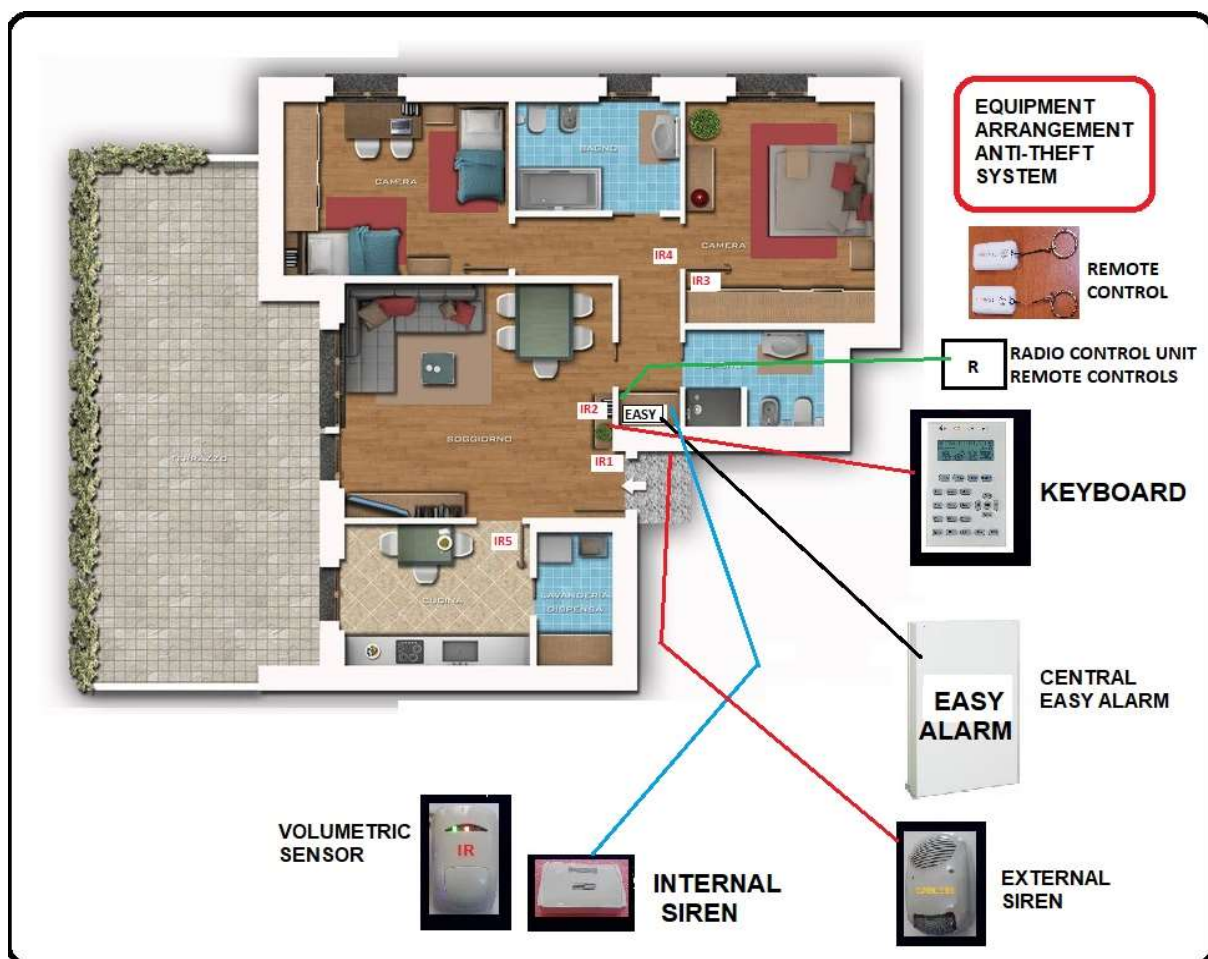 EQUIPMENT
ARRANGEMENT
ANTI-THEFT
SYSTEM
BAGNO
CAMERA
CAMERA
IR4
IR3
REMOTE
CONTROL
RADIO CONTROL UNIT
REMOTE CONTROLS
R
IR2
EASY
SOGGIORNO
TERRAZZO
IR1
KEYBOARD
IR5
CUCINA
LAVANDERIA
DISPENSA
CENTRAL
EASY ALARM
EASY
ALARM
VOLUMETRIC
SENSOR
IR
INTERNAL
SIREN
EXTERNAL
SIREN